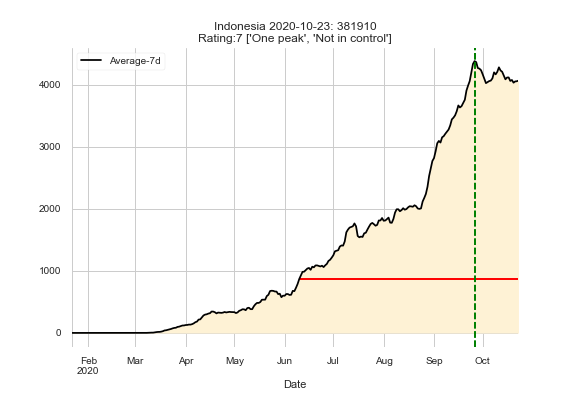 Indonesia 2020-10-23: 381910
Rating:7 ['One peak', 'Not in control']
Average-7d
4000
3000
2000
1000
0
Feb Mar Apr May Jun Jul Aug Sep Oct
2020
Date